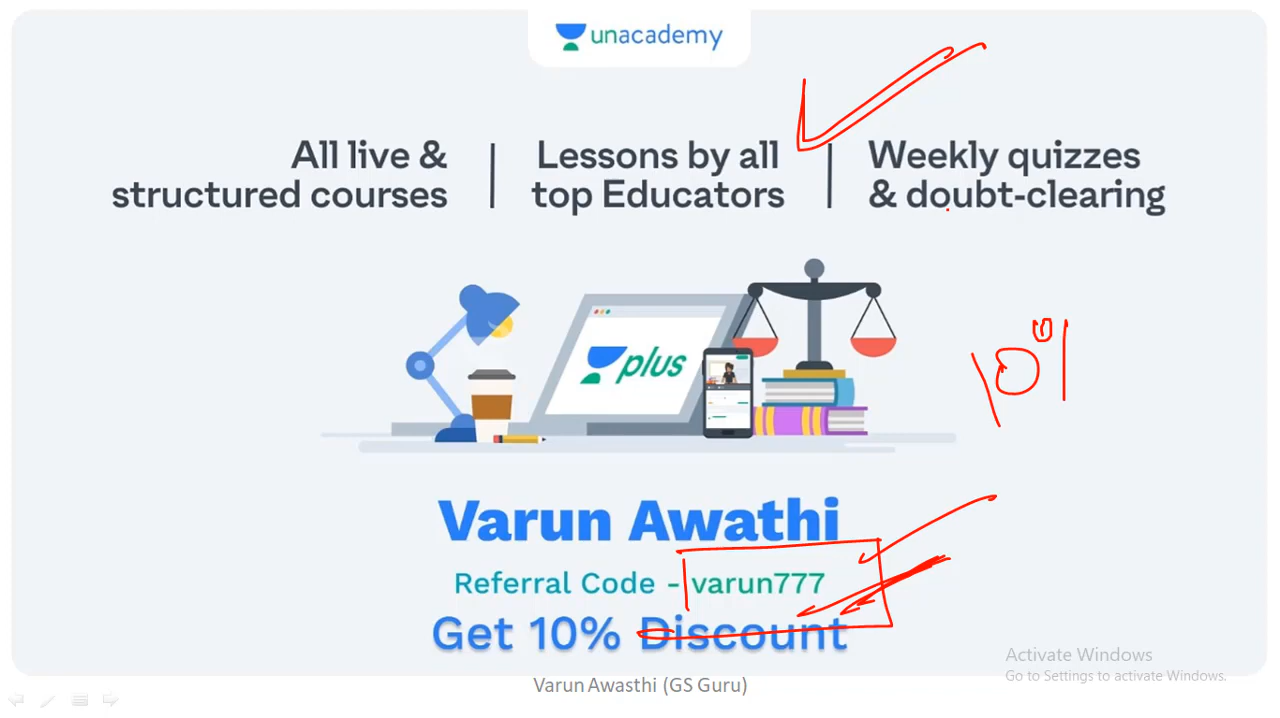 unacademy
All live &
structured courses
Lessons by all
top Educators
Weekly quizzes
& doubt-clearing
plus
10%
Varun Awathi
Referral Code - varun777
Get 10% Discount
Activate Windows
Go to Settings to activate Windows.
Varun Awasthi (GS Guru)